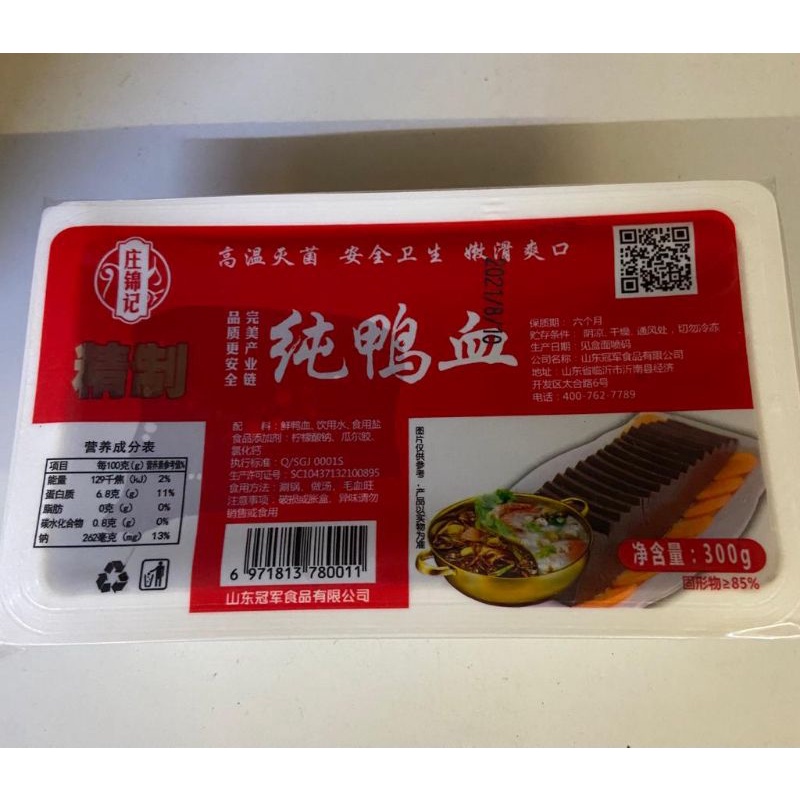 庄锦记
精制
高温灭菌 安全卫生 嫩滑爽口
完美产业链
品质更安全
纯鸭血
2021/8/10
保质期： 六个月
贮存条件： 阴凉、干燥、通风处，切勿冷冻
生产日期：见盒面喷码
公司名称：山东冠军食品有限公司
地址：山东省临沂市沂南县经济
开发区大合路6号
电话：400-762-7789
配 料：鲜鸭血、饮用水、食用盐
食品添加剂：柠檬酸钠、瓜尔胶、
氯化钙
执行标准：Q/SGJ 0001S
生产许可证号：SC10437132100895
食用方法：涮锅、做汤、毛血旺
注意事项：破损或胀盒、异味请勿
销售或食用
6 971813 780011
山东冠军食品有限公司
营养成分表
项目 每100克(g) 营养素参考值%
能量 129千焦(kJ) 2%
蛋白质 6.8克(g) 11%
脂肪 0克(g) 0%
碳水化合物 0.8克(g) 0%
钠 262毫克(mg) 13%
图片仅供参考，产品以实物为准
净含量：300g
固形物≥85%